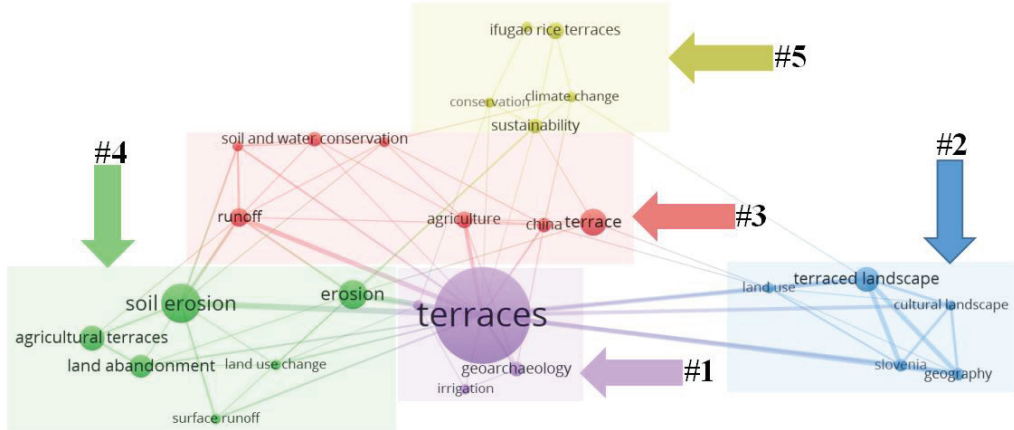 ifugao rice terraces
#5
conservation
climate change
sustainability
soil and water conservation
#4
#2
runoff
agriculture
china
terrace
#3
soil erosion
erosion
agricultural terraces
land abandonment
land use change
surface runoff
terraces
geoarchaeology
irrigation
#1
land use
terraced landscape
cultural landscape
slovenia
geography